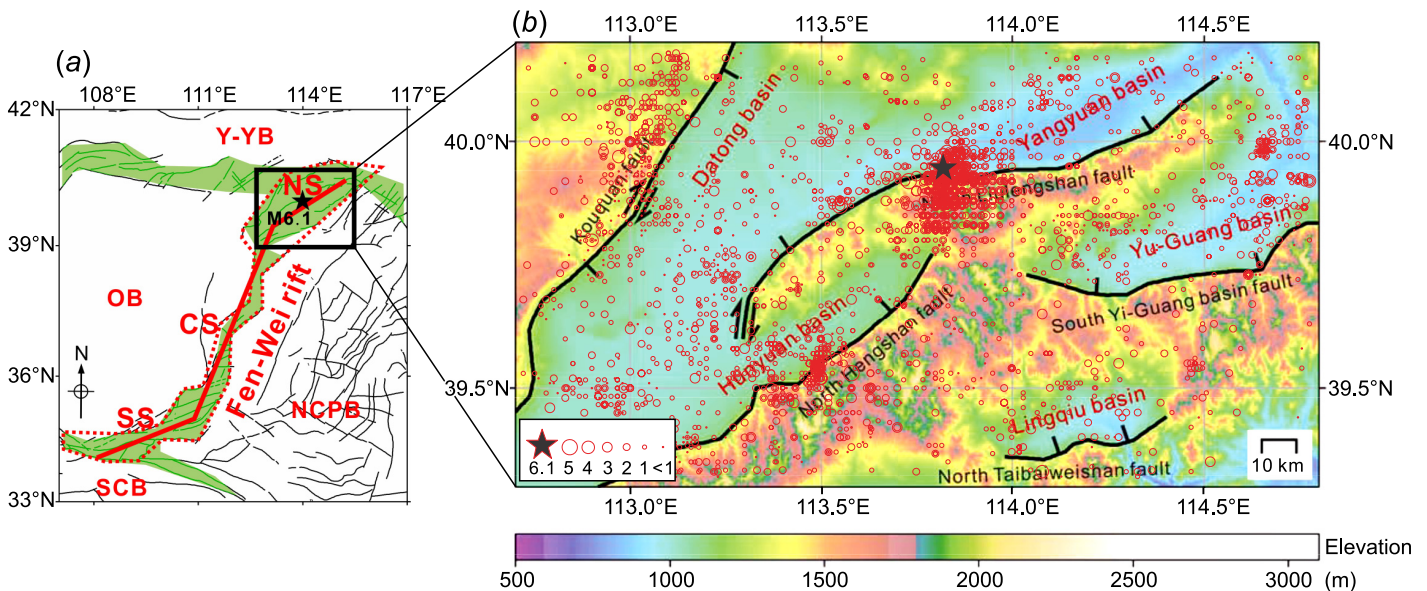 (a)
108°E 111°E 114°E 117°E
42°N
39°N
36°N
33°N
Y-YB
NS
M6.1
OB
CS
Fen-Wei rift
N
SS
NCPB
SCB
(b)
113.0°E 113.5°E 114.0°E 114.5°E
40.0°N
39.5°N
40.0°N
39.5°N
Kouquan fault
Datong basin
Yangyuan basin
Liulengshan fault
Yu-Guang basin
South Yi-Guang basin fault
Hunyuan basin
North Hengshan fault
Lingqiu basin
North Taibaiweishan fault
6.1 5 4 3 2 1 <1
10 km
113.0°E 113.5°E 114.0°E 114.5°E
Elevation
500 1000 1500 2000 2500 3000 (m)